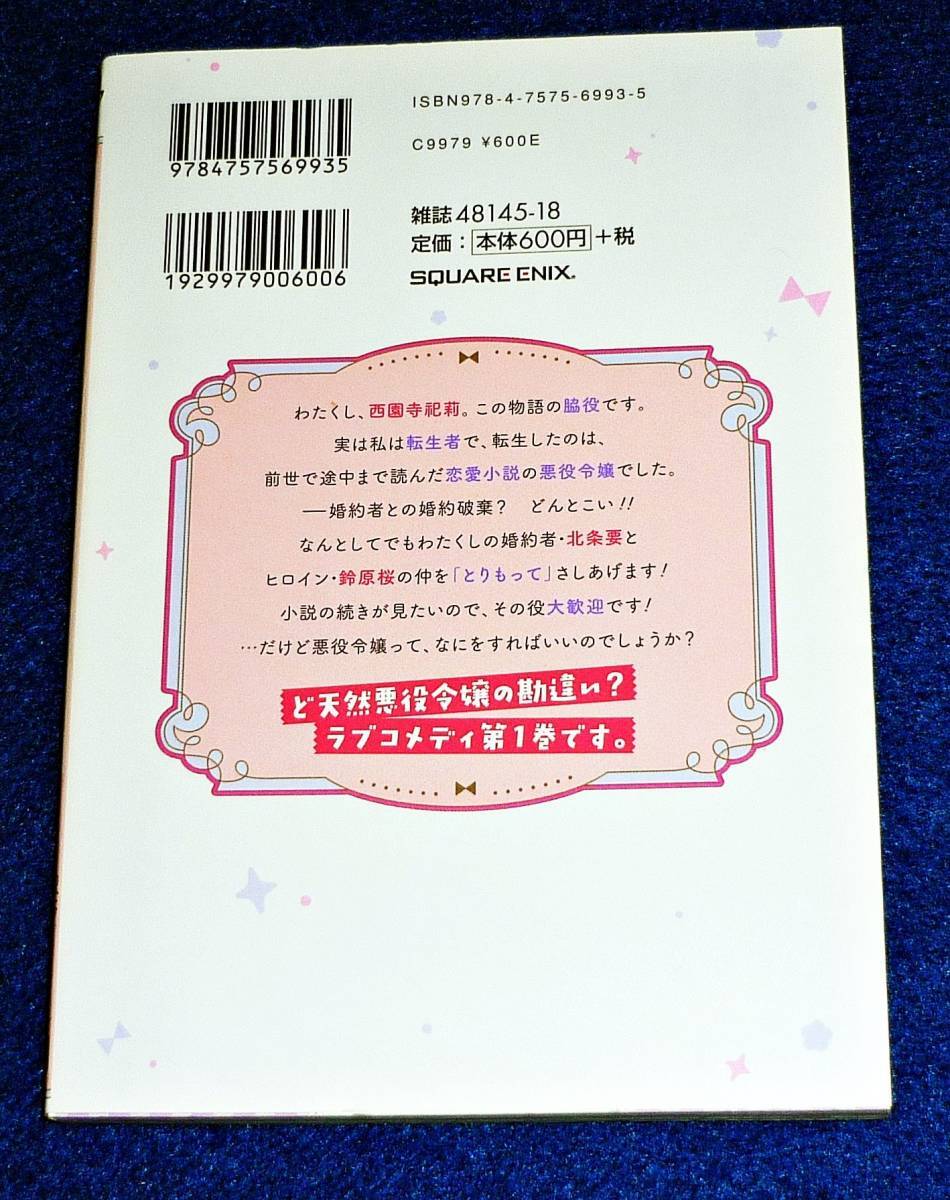 ISBN978-4-7575-6993-5
9784757569935
C9979 ¥600E
雑誌 48145-18
定価：本体600円+税
1929979006006
SQUARE ENIX®
わたくし、西園寺祀莉。この物語の脇役です。
実は私は転生者で、転生したのは、
前世で途中まで読んだ恋愛小説の悪役令嬢でした。
―婚約者との婚約破棄？　どんとこい!!
なんとしてでもわたくしの婚約者・北条要と
ヒロイン・鈴原桜の仲を「とりもって」さしあげます!
小説の続きが見たいので、その役大歓迎です!
…だけど悪役令嬢って、なにをすればいいのでしょうか?
ど天然悪役令嬢の勘違い?
ラブコメディ第1巻です。